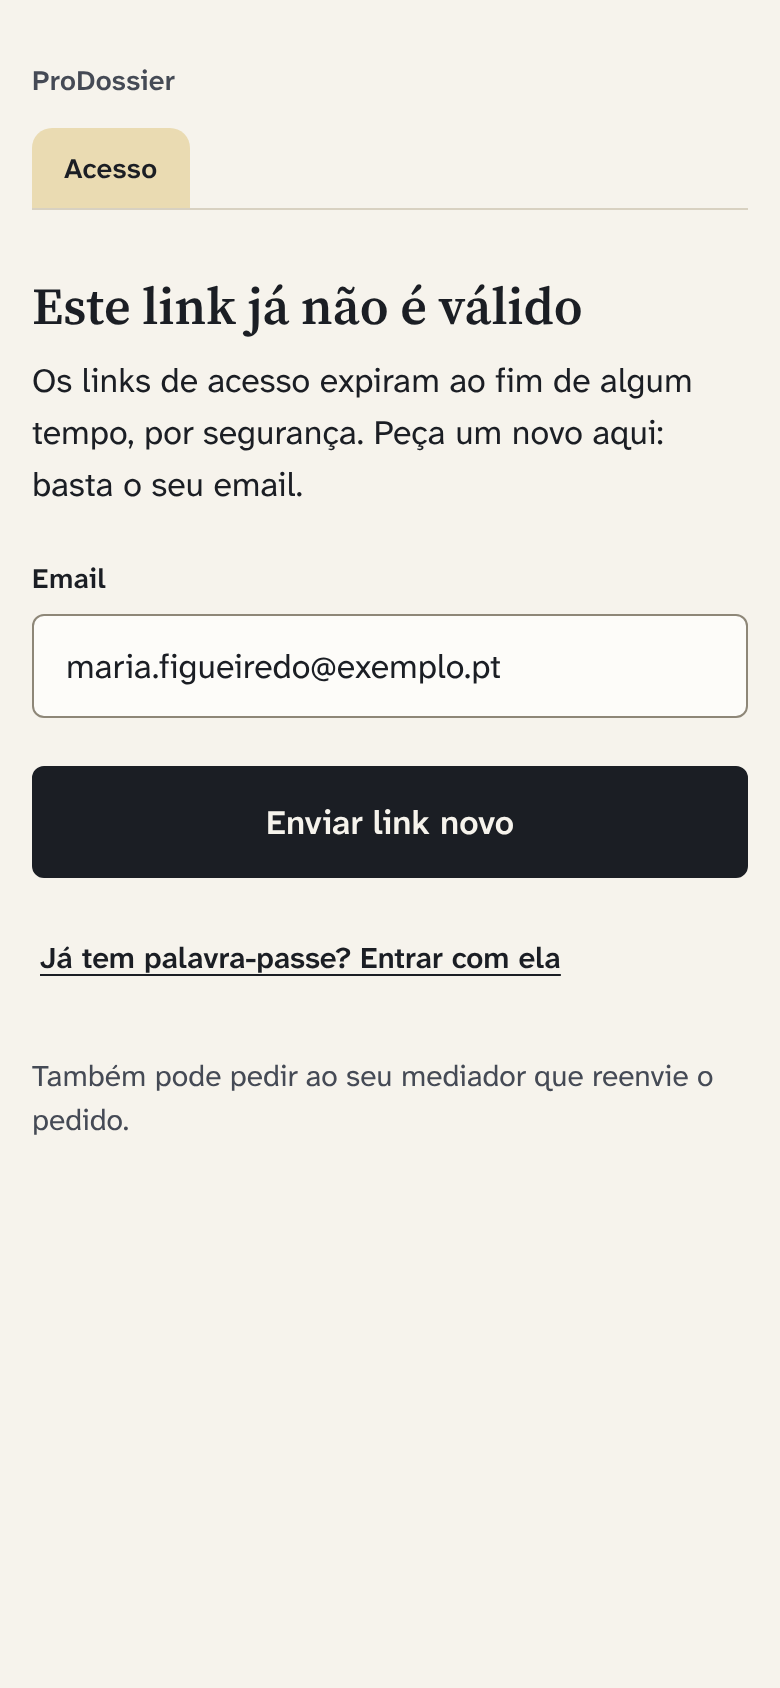 ProDossier
Acesso
Este link já não é válido
Os links de acesso expiram ao fim de algum
tempo, por segurança. Peça um novo aqui:
basta o seu email.
Email
maria.figueiredo@exemplo.pt
Enviar link novo
Já tem palavra-passe? Entrar com ela
Também pode pedir ao seu mediador que reenvie o
pedido.